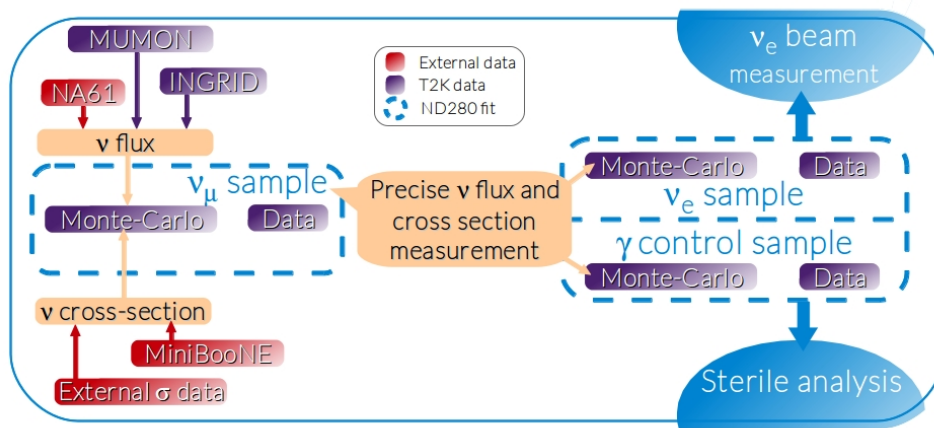 MUMON
NA61
INGRID
ν flux
External data
T2K data
ND280 fit
νe beam
measurement
νμ sample
Monte-Carlo
Data
Precise ν flux and
cross section
measurement
Monte-Carlo
Data
νe sample
γ control sample
Monte-Carlo
Data
ν cross-section
MiniBooNE
External σ data
Sterile analysis